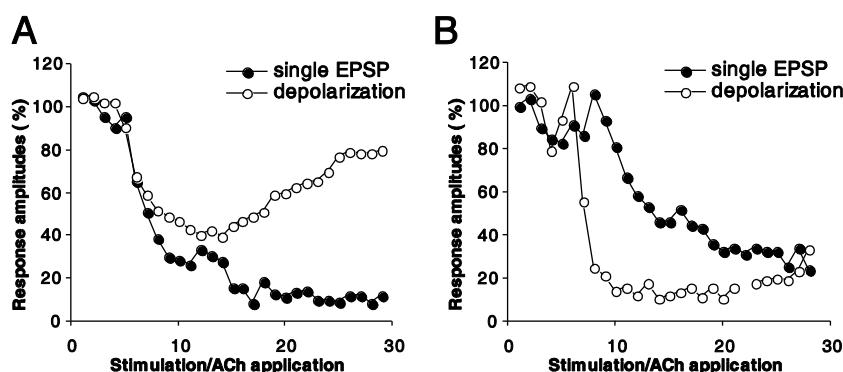 A
single EPSP
depolarization
Response amplitudes (%)
120
100
80
60
40
20
0
0 10 20 30
Stimulation/ACh application
B
single EPSP
depolarization
Response amplitudes (%)
120
100
80
60
40
20
0
0 10 20 30
Stimulation/ACh application